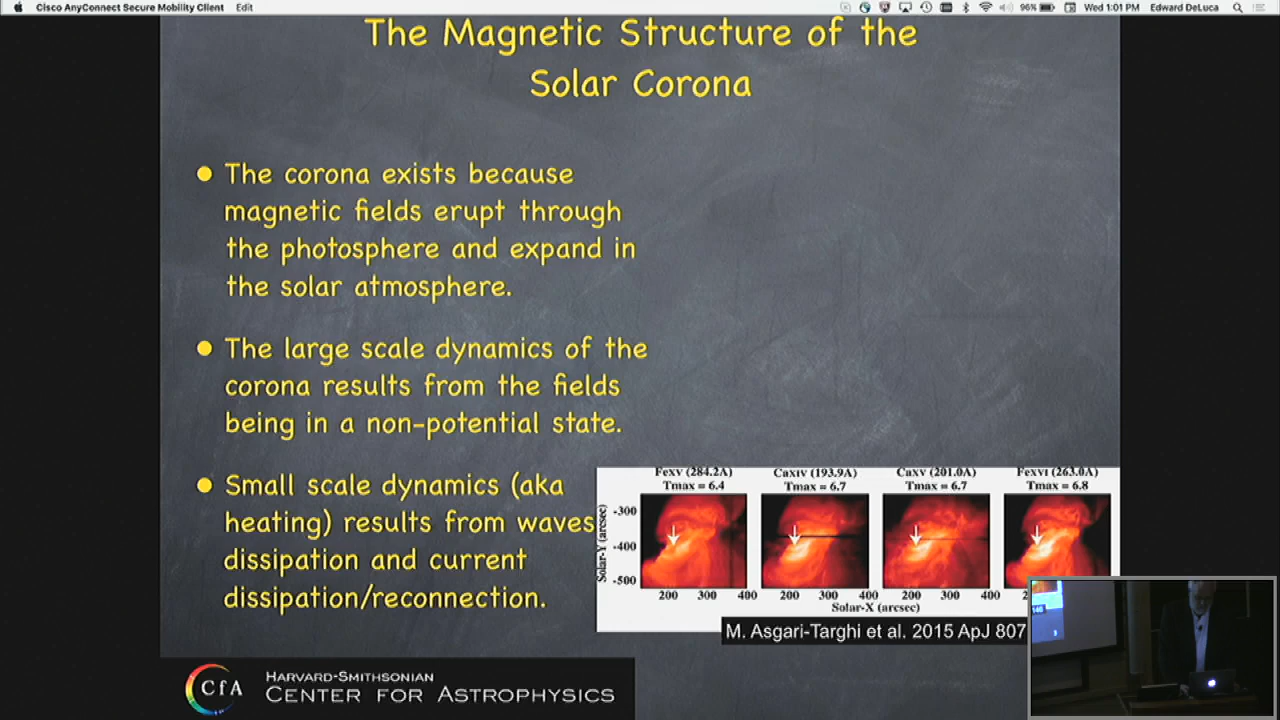 Cisco AnyConnect Secure Mobility Client Edit 96% Wed 1:01 PM Edward DeLuca
The Magnetic Structure of the
Solar Corona
● The corona exists because
magnetic fields erupt through
the photosphere and expand in
the solar atmosphere.
● The large scale dynamics of the
corona results from the fields
being in a non-potential state.
● Small scale dynamics (aka
heating) results from waves
dissipation and current
dissipation/reconnection.
Fexv (284.2A) Caxiv (193.9A) Caxv (201.0A) Fexvi (263.0A)
Tmax = 6.4 Tmax = 6.7 Tmax = 6.7 Tmax = 6.8
Solar-Y (arcsec)
-300
-400
-500
200 300 400 200 300 400 200 300 400
Solar-X (arcsec)
M. Asgari-Targhi et al. 2015 ApJ 807
CfA
HARVARD-SMITHSONIAN
CENTER FOR ASTROPHYSICS